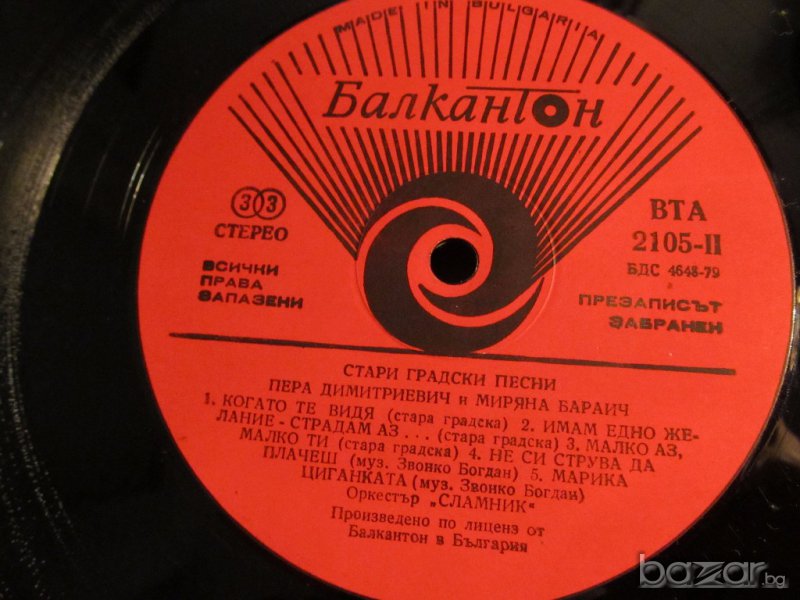 MADE IN BULGARIA
Балкантон
33
СТЕРЕО
ВТА
2105-II
БДС 4648-79
ВСИЧКИ
ПРАВА
ЗАПАЗЕНИ
ПРЕЗАПИСЪТ
ЗАБРАНЕН
СТАРИ ГРАДСКИ ПЕСНИ
ПЕРА ДИМИТРИЕВИЧ и МИРЯНА БАРАИЧ
1. КОГАТО ТЕ ВИДЯ (стара градска) 2. ИМАМ ЕДНО ЖЕ-
ЛАНИЕ - СТРАДАМ АЗ... (стара градска) 3. МАЛКО АЗ,
МАЛКО ТИ (стара градска) 4. НЕ СИ СТРУВА ДА
ПЛАЧЕШ (муз. Звонко Богдан) 5. МАРИКА
ЦИГАНКАТА (муз. Звонко Богдан)
Оркестър „СЛАМНИК“
Произведено по лиценз от
Балкантон в България
bazar.bg